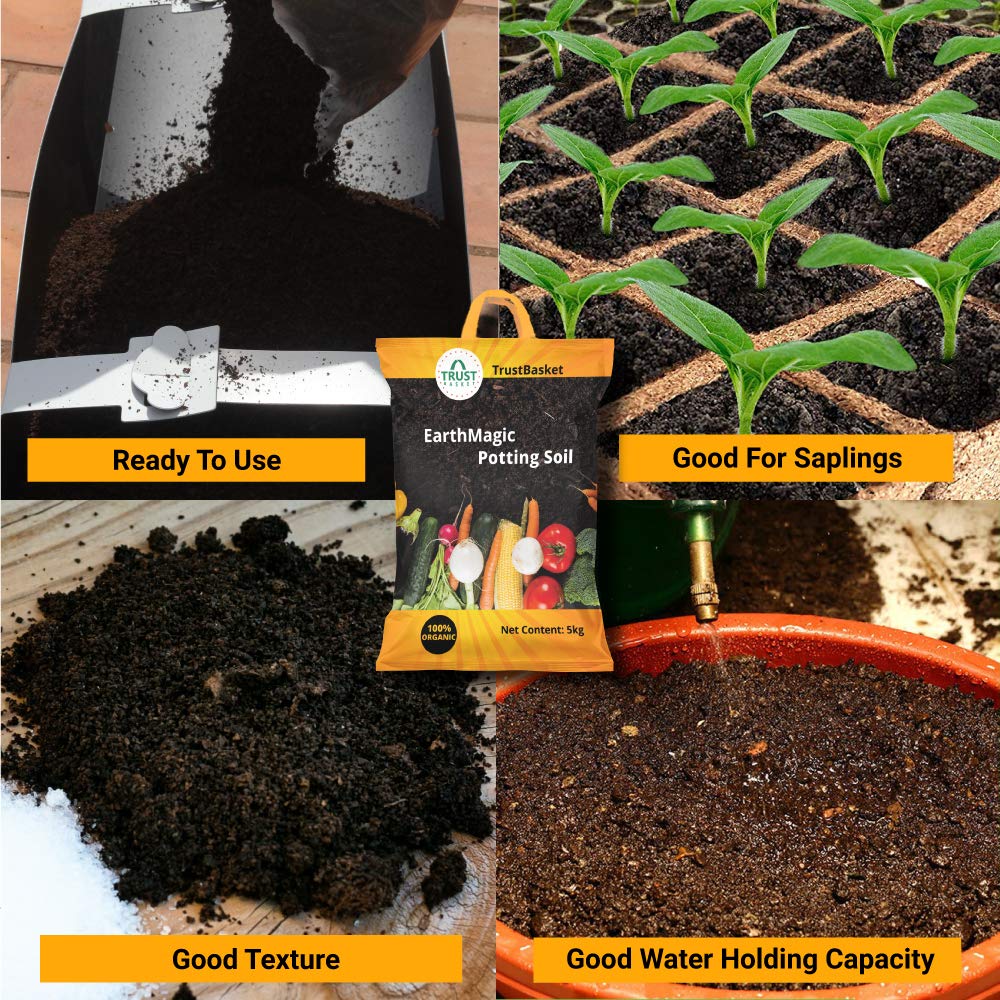 Ready To Use
Good For Saplings
TRUST
BASKET
TrustBasket
EarthMagic
Potting Soil
100%
ORGANIC
Net Content: 5kg
Good Texture
Good Water Holding Capacity